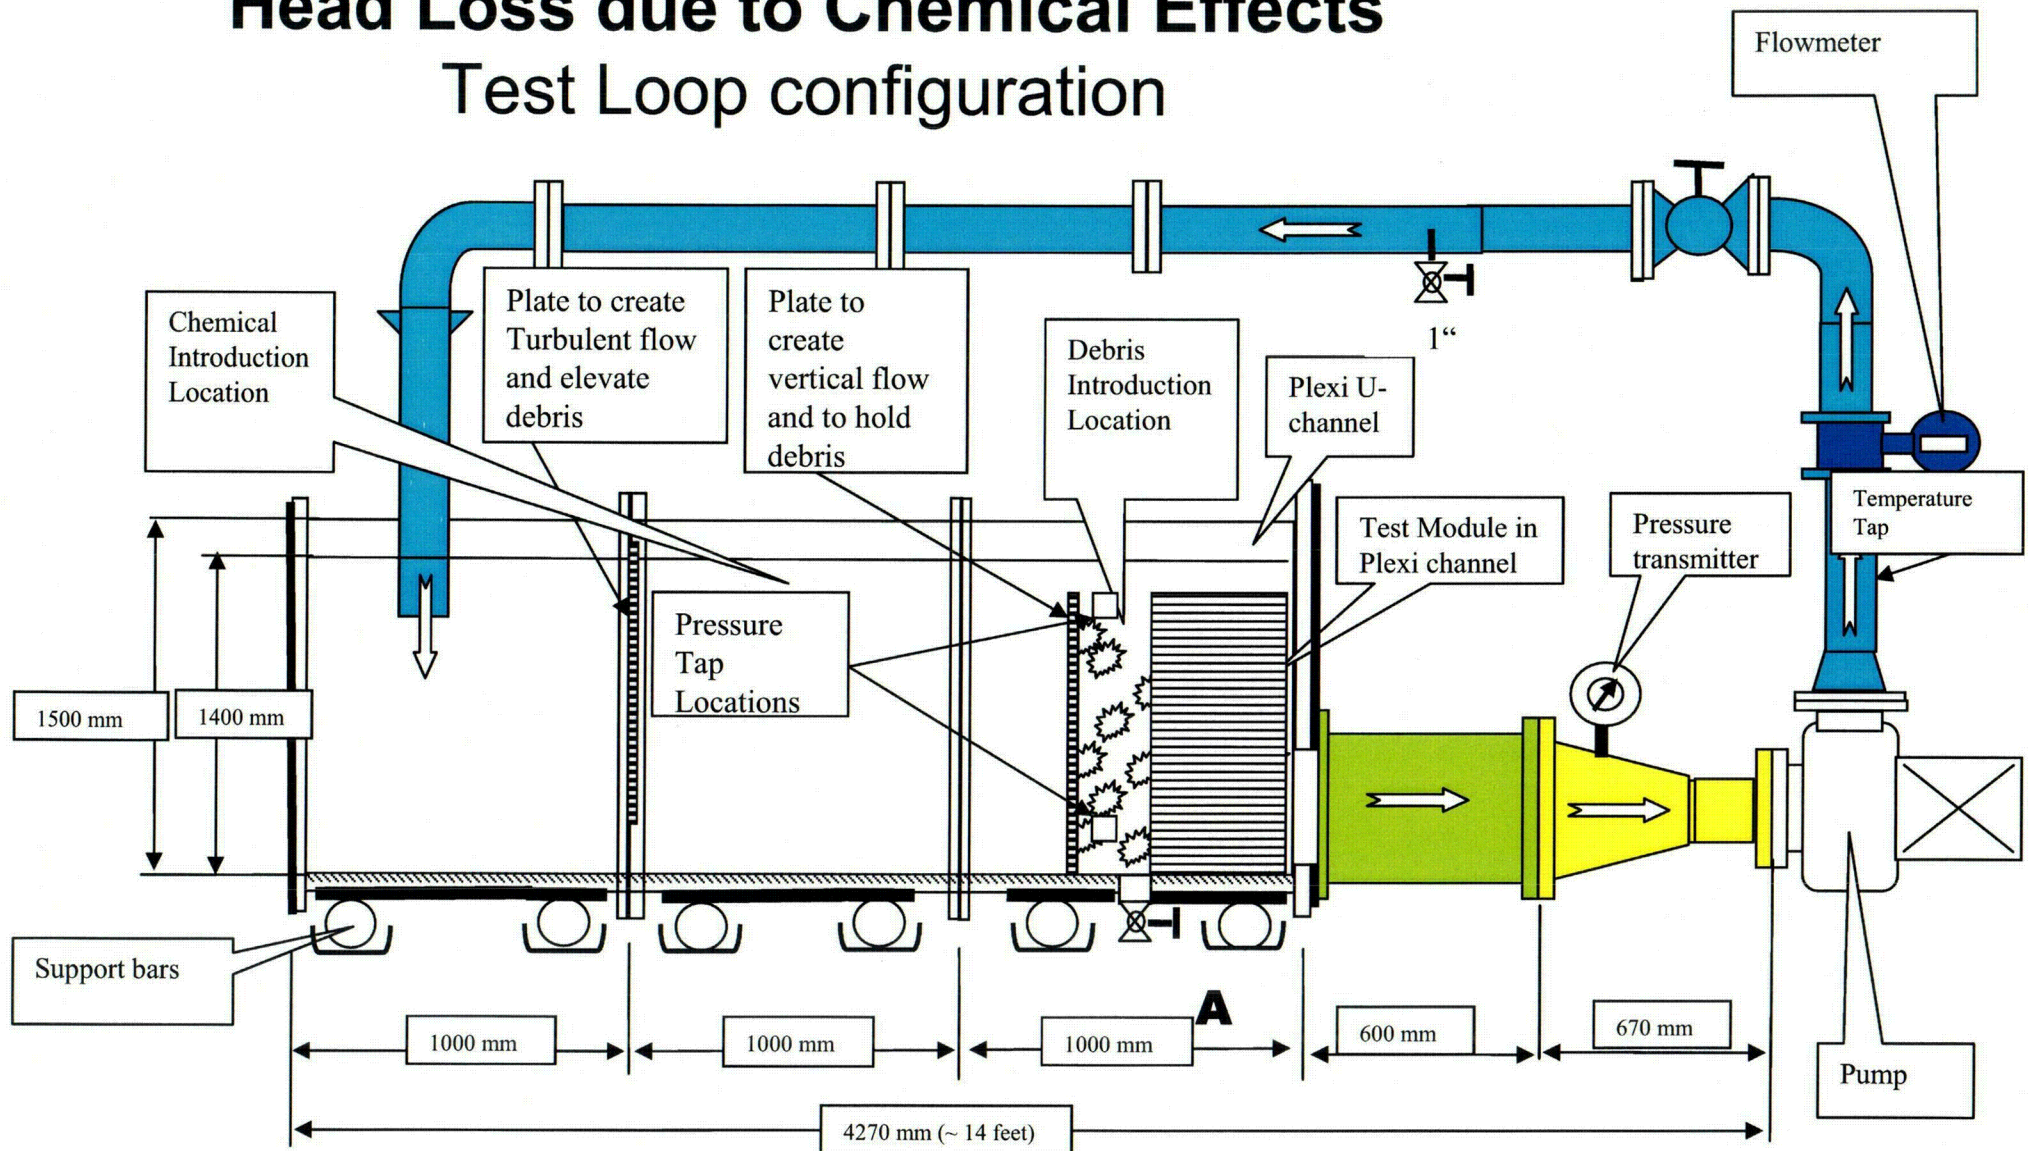 Head Loss due to Chemical Effects
Test Loop configuration
Flowmeter
Chemical
Introduction
Location
Plate to create
Turbulent flow
and elevate
debris
Plate to
create
vertical flow
and to hold
debris
Debris
Introduction
Location
1“
Plexi U-
channel
Test Module in
Plexi channel
Pressure
transmitter
Temperature
Tap
Pressure
Tap
Locations
1500 mm
1400 mm
Support bars
A
1000 mm
1000 mm
1000 mm
600 mm
670 mm
Pump
4270 mm (~ 14 feet)